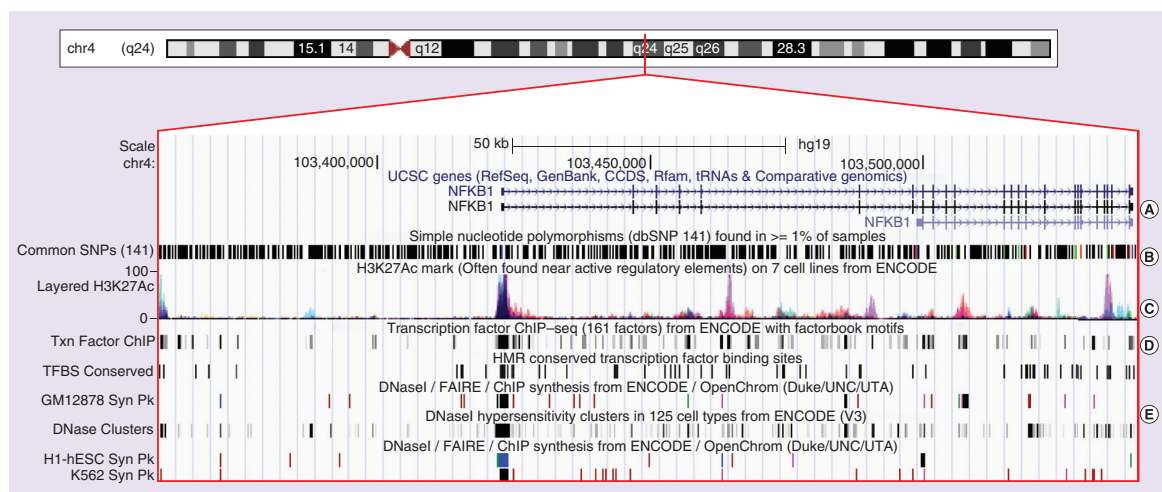 chr4 (q24) 15.1 14 q12 q24 q25 q26 28.3
Scale 50 kb hg19
chr4: 103,400,000 103,450,000 103,500,000
UCSC genes (RefSeq, GenBank, CCDS, Rfam, tRNAs & Comparative genomics)
NFKB1
NFKB1 A
NFKB1
Simple nucleotide polymorphisms (dbSNP 141) found in >= 1% of samples
Common SNPs (141) B
H3K27Ac mark (Often found near active regulatory elements) on 7 cell lines from ENCODE
100
Layered H3K27Ac C
0
Transcription factor ChIP–seq (161 factors) from ENCODE with factorbook motifs
Txn Factor ChIP D
HMR conserved transcription factor binding sites
TFBS Conserved
DNaseI / FAIRE / ChIP synthesis from ENCODE / OpenChrom (Duke/UNC/UTA)
GM12878 Syn Pk
DNaseI hypersensitivity clusters in 125 cell types from ENCODE (V3) E
DNase Clusters
DNaseI / FAIRE / ChIP synthesis from ENCODE / OpenChrom (Duke/UNC/UTA)
H1-hESC Syn Pk
K562 Syn Pk